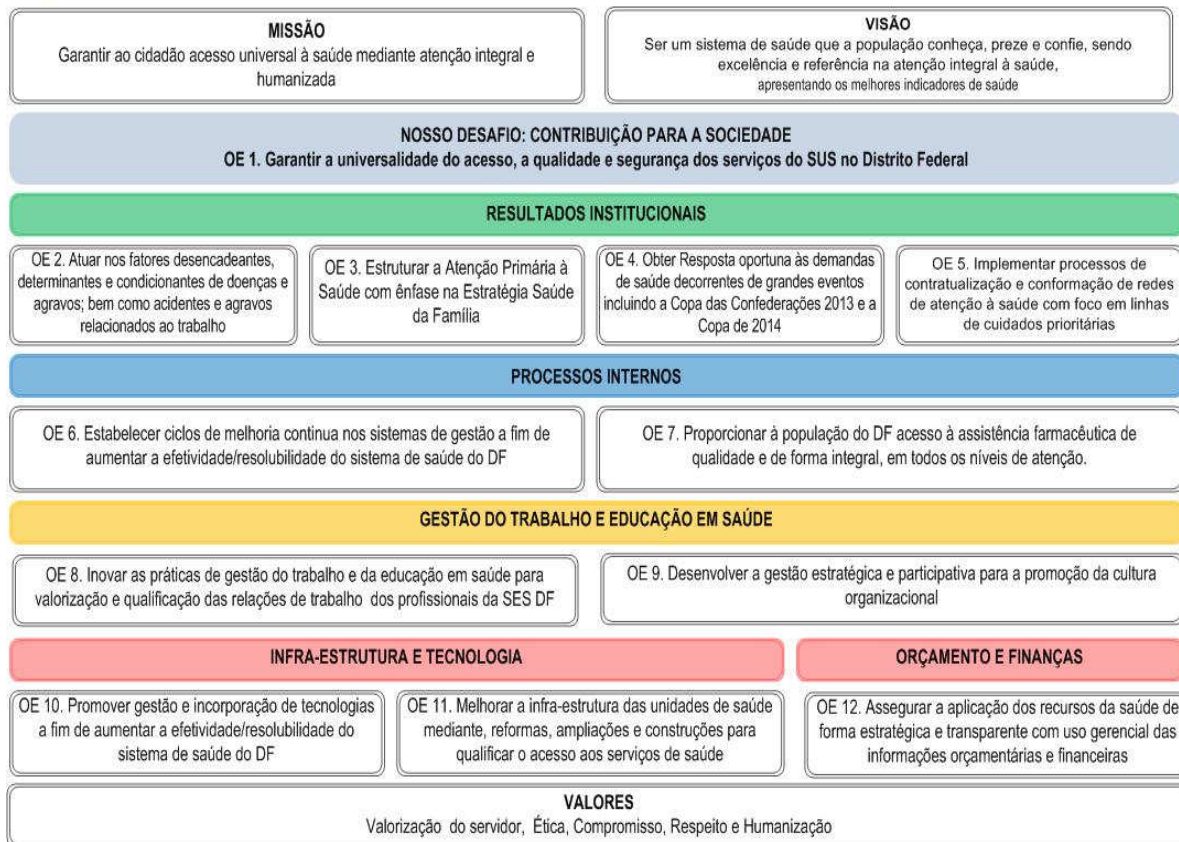 MISSÃO
Garantir ao cidadão acesso universal à saúde mediante atenção integral e
humanizada
VISÃO
Ser um sistema de saúde que a população conheça, preze e confie, sendo
excelência e referência na atenção integral à saúde,
apresentando os melhores indicadores de saúde
NOSSO DESAFIO: CONTRIBUIÇÃO PARA A SOCIEDADE
OE 1. Garantir a universalidade do acesso, a qualidade e segurança dos serviços do SUS no Distrito Federal
RESULTADOS INSTITUCIONAIS
OE 2. Atuar nos fatores desencadeantes,
determinantes e condicionantes de doenças e
agravos; bem como acidentes e agravos
relacionados ao trabalho
OE 3. Estruturar a Atenção Primária à
Saúde com ênfase na Estratégia Saúde
da Família
OE 4. Obter Resposta oportuna às demandas
de saúde decorrentes de grandes eventos
incluindo a Copa das Confederações 2013 e a
Copa de 2014
OE 5. Implementar processos de
contratualização e conformação de redes
de atenção à saúde com foco em linhas
de cuidados prioritárias
PROCESSOS INTERNOS
OE 6. Estabelecer ciclos de melhoria continua nos sistemas de gestão a fim de
aumentar a efetividade/resolubilidade do sistema de saúde do DF
OE 7. Proporcionar à população do DF acesso à assistência farmacêutica de
qualidade e de forma integral, em todos os níveis de atenção.
GESTÃO DO TRABALHO E EDUCAÇÃO EM SAÚDE
OE 8. Inovar as práticas de gestão do trabalho e da educação em saúde para
valorização e qualificação das relações de trabalho dos profissionais da SES DF
OE 9. Desenvolver a gestão estratégica e participativa para a promoção da cultura
organizacional
INFRA-ESTRUTURA E TECNOLOGIA
ORÇAMENTO E FINANÇAS
OE 10. Promover gestão e incorporação de tecnologias
a fim de aumentar a efetividade/resolubilidade do
sistema de saúde do DF
OE 11. Melhorar a infra-estrutura das unidades de saúde
mediante, reformas, ampliações e construções para
qualificar o acesso aos serviços de saúde
OE 12. Assegurar a aplicação dos recursos da saúde de
forma estratégica e transparente com uso gerencial das
informações orçamentárias e financeiras
VALORES
Valorização do servidor, Ética, Compromisso, Respeito e Humanização